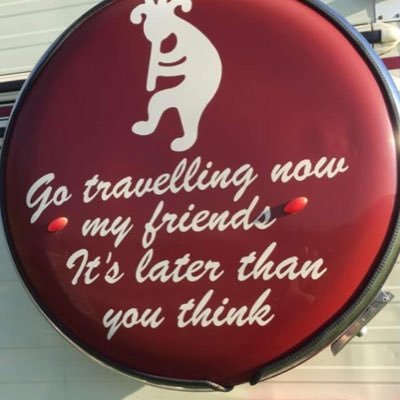 Go travelling now
my friends
It's later than
you think